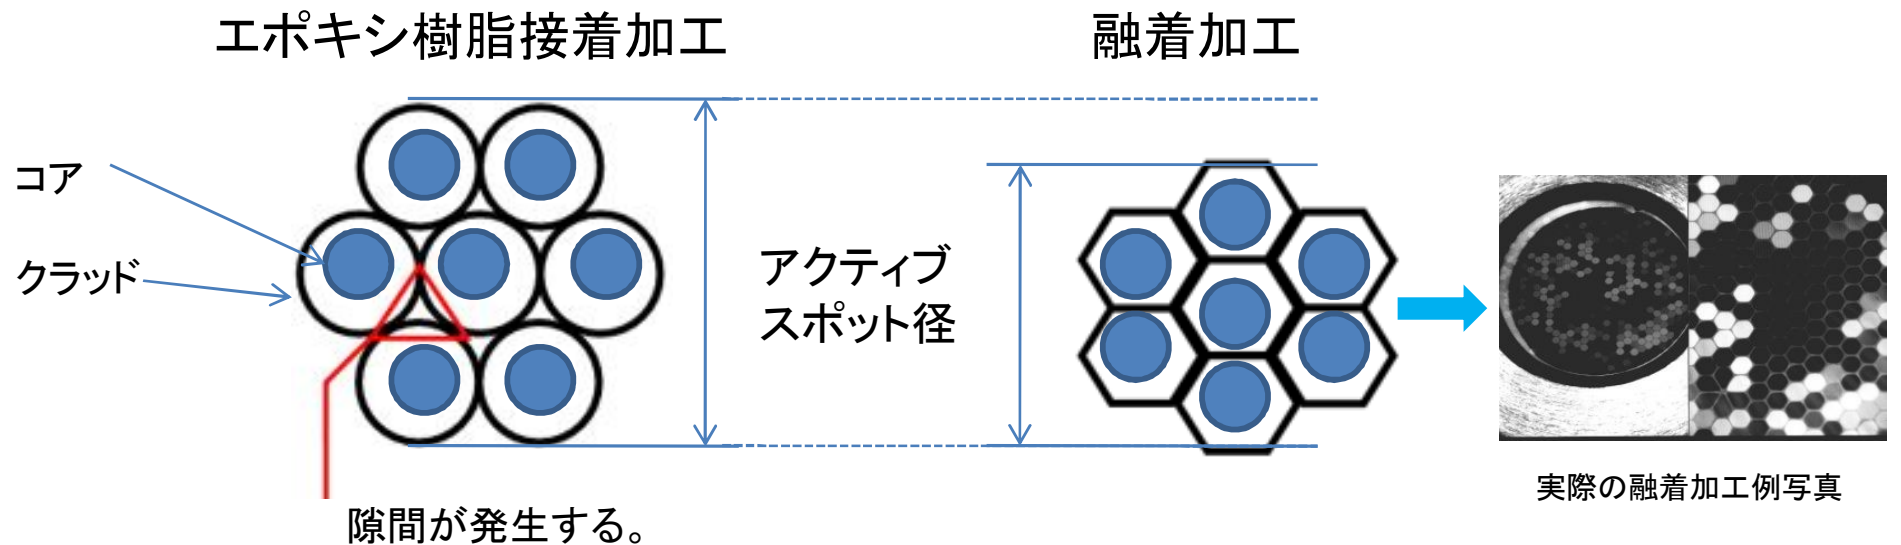 エポキシ樹脂接着加工
融着加工
コア
クラッド
アクティブ
スポット径
実際の融着加工例写真
隙間が発生する。